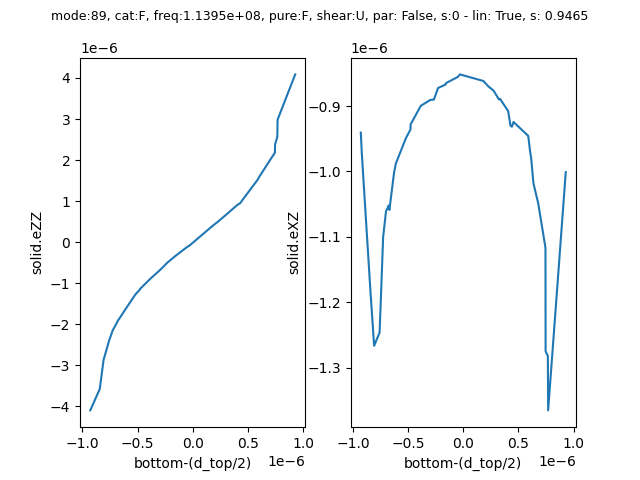 mode:89, cat:F, freq:1.1395e+08, pure:F, shear:U, par: False, s:0 - lin: True, s: 0.9465
1e−6
4
3
2
1
0
−1
−2
−3
−4
solid.eZZ
−1.0 −0.5 0.0 0.5 1.0
bottom-(d_top/2) 1e−6
1e−6
−0.9
−1.0
−1.1
−1.2
−1.3
solid.eXZ
−1.0 −0.5 0.0 0.5 1.0
bottom-(d_top/2) 1e−6